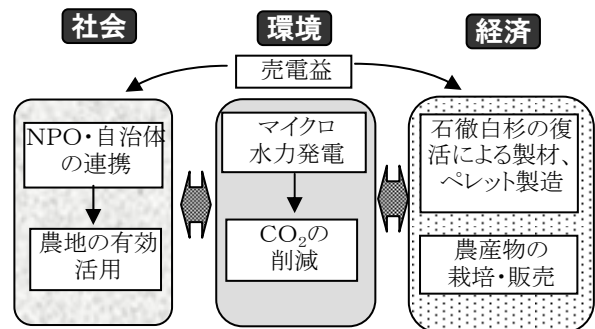 社会
環境
経済
売電益
NPO・自治体
の連携
農地の有効
活用
マイクロ
水力発電
CO₂の
削減
石徹白杉の復
活による製材、
ペレット製造
農産物の
栽培・販売